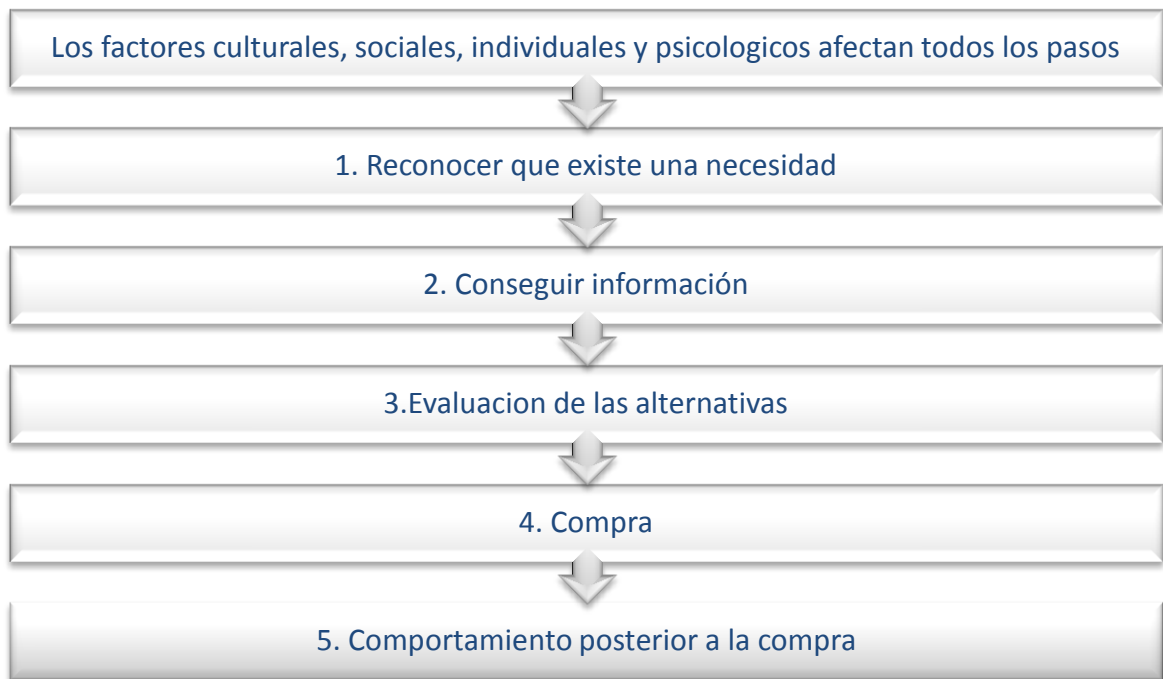 Los factores culturales, sociales, individuales y psicologicos afectan todos los pasos
1. Reconocer que existe una necesidad
2. Conseguir información
3.Evaluacion de las alternativas
4. Compra
5. Comportamiento posterior a la compra